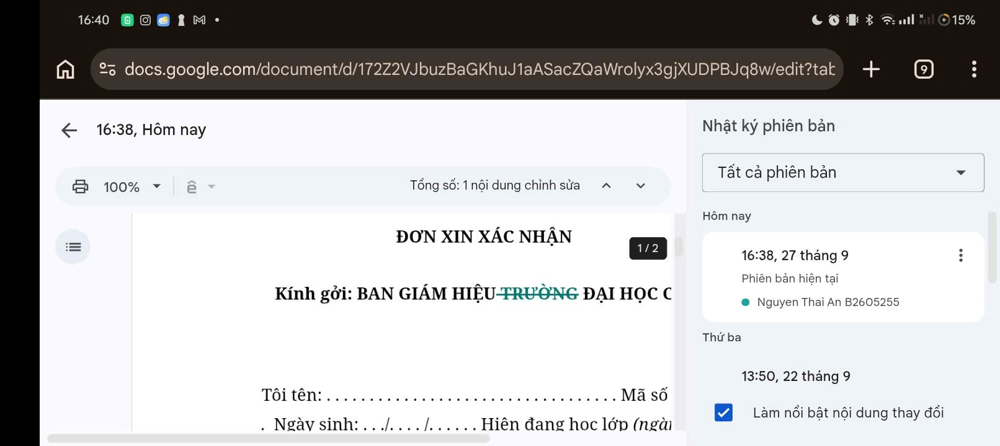 16:40
15%
docs.google.com/document/d/172Z2VJbuzBaGKhuJ1aASacZQaWrolyx3gjXUDPBJq8w/edit?tab
9
16:38, Hôm nay
100%
ê
Tổng số: 1 nội dung chỉnh sửa
ĐƠN XIN XÁC NHẬN
1 / 2
Kính gởi: BAN GIÁM HIỆU TRƯỜNG ĐẠI HỌC C
Tôi tên: . . . . . . . . . . . . . . . . . . . . . . . . . . . . . . . . . . Mã số
. Ngày sinh: . . ./. . . . /. . . . . . Hiện đang học lớp (ngàn
Nhật ký phiên bản
Tất cả phiên bản
Hôm nay
16:38, 27 tháng 9
Phiên bản hiện tại
Nguyen Thai An B2605255
Thứ ba
13:50, 22 tháng 9
Làm nổi bật nội dung thay đổi